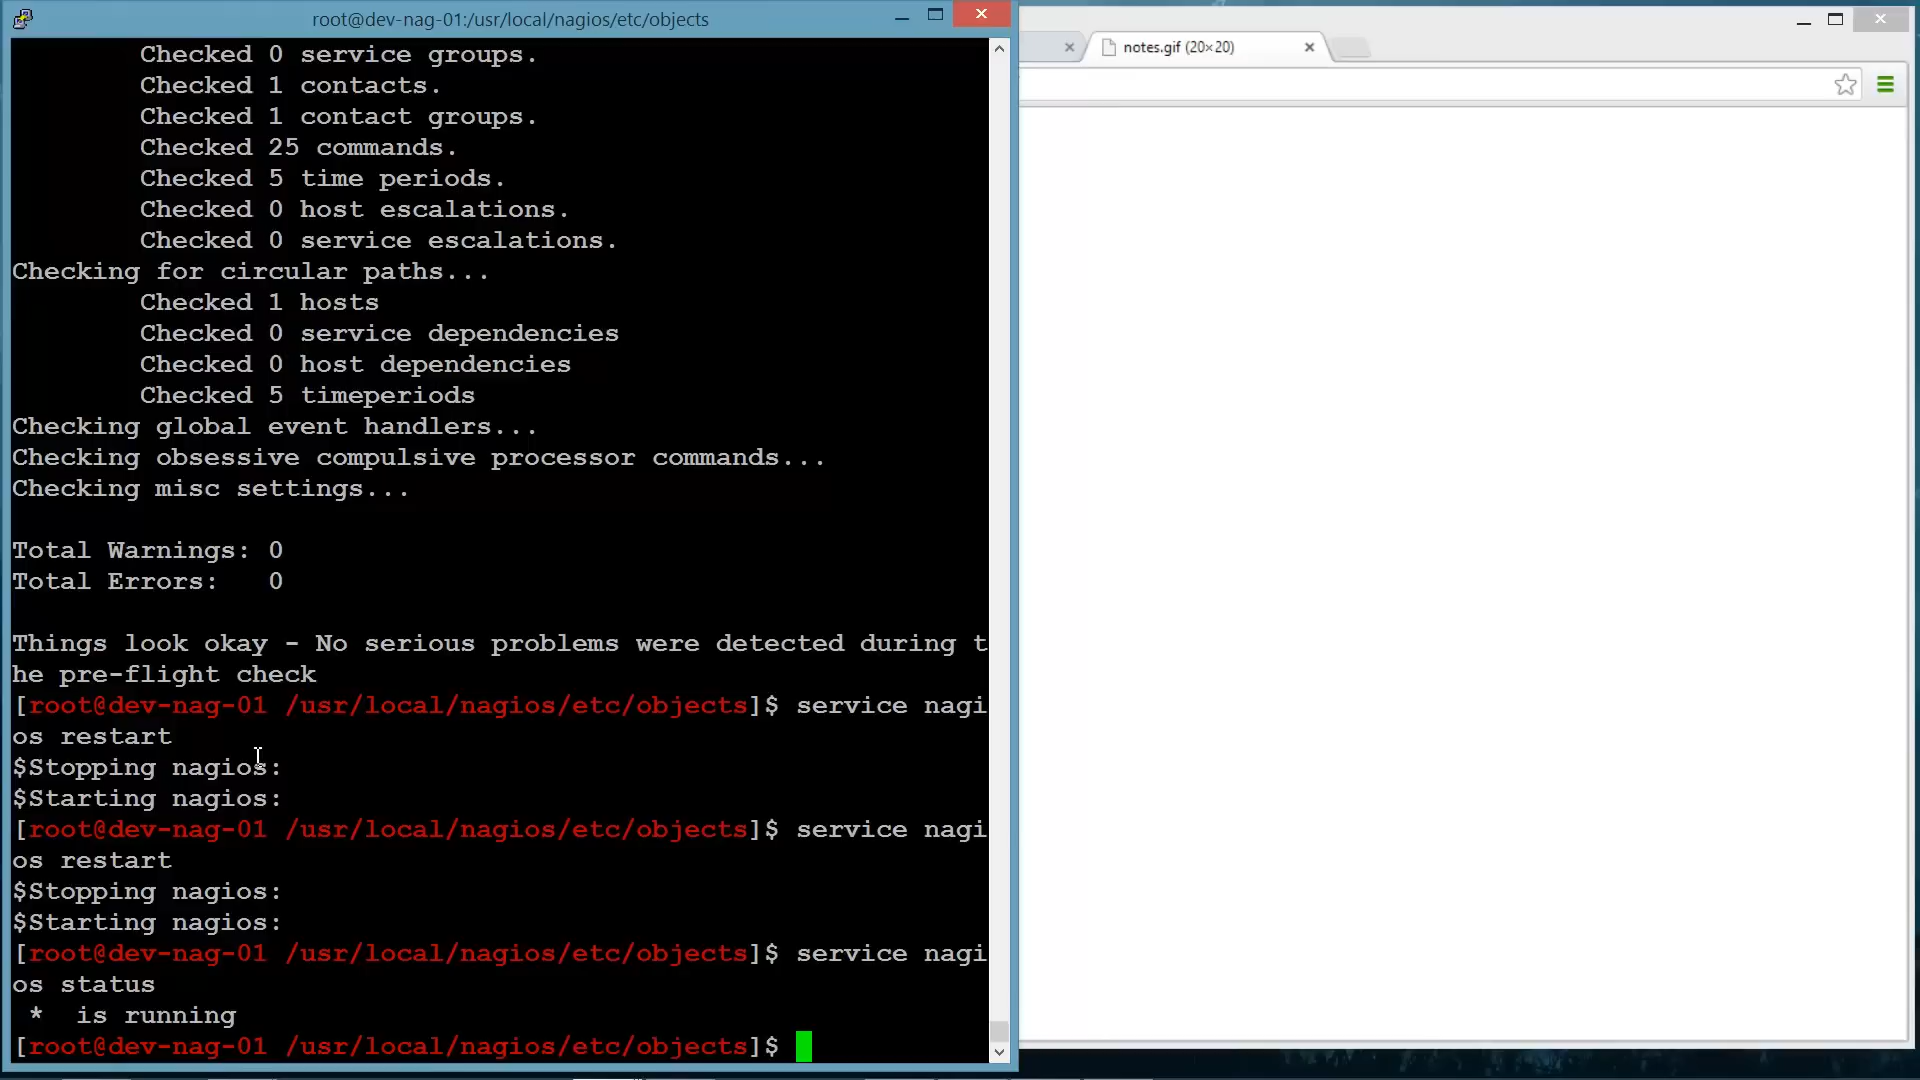 root@dev-nag-01:/usr/local/nagios/etc/objects
notes.gif (20×20)
Checked 0 service groups.
Checked 1 contacts.
Checked 1 contact groups.
Checked 25 commands.
Checked 5 time periods.
Checked 0 host escalations.
Checked 0 service escalations.
Checking for circular paths...
Checked 1 hosts
Checked 0 service dependencies
Checked 0 host dependencies
Checked 5 timeperiods
Checking global event handlers...
Checking obsessive compulsive processor commands...
Checking misc settings...
Total Warnings: 0
Total Errors:   0
Things look okay - No serious problems were detected during t
he pre-flight check
[root@dev-nag-01 /usr/local/nagios/etc/objects]$ service nagi
os restart
$Stopping nagios:
$Starting nagios:
[root@dev-nag-01 /usr/local/nagios/etc/objects]$ service nagi
os restart
$Stopping nagios:
$Starting nagios:
[root@dev-nag-01 /usr/local/nagios/etc/objects]$ service nagi
os status
 *  is running
[root@dev-nag-01 /usr/local/nagios/etc/objects]$